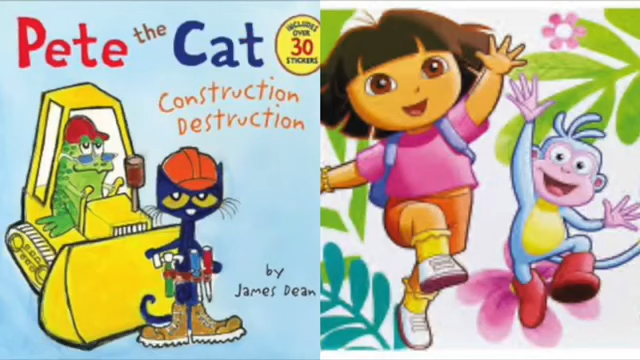 Pete the Cat
INCLUDES
OVER
30
STICKERS
Construction
Destruction
by
James Dean